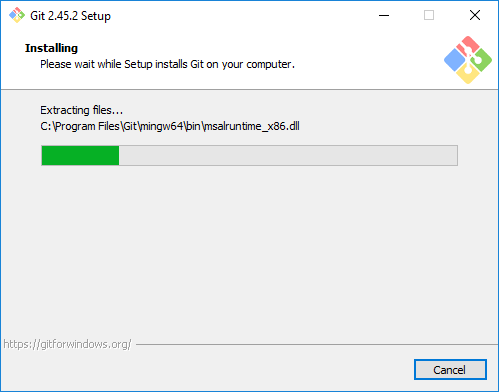 Git 2.45.2 Setup
Installing
Please wait while Setup installs Git on your computer.
Extracting files...
C:\Program Files\Git\mingw64\bin\msalruntime_x86.dll
https://gitforwindows.org/
Cancel